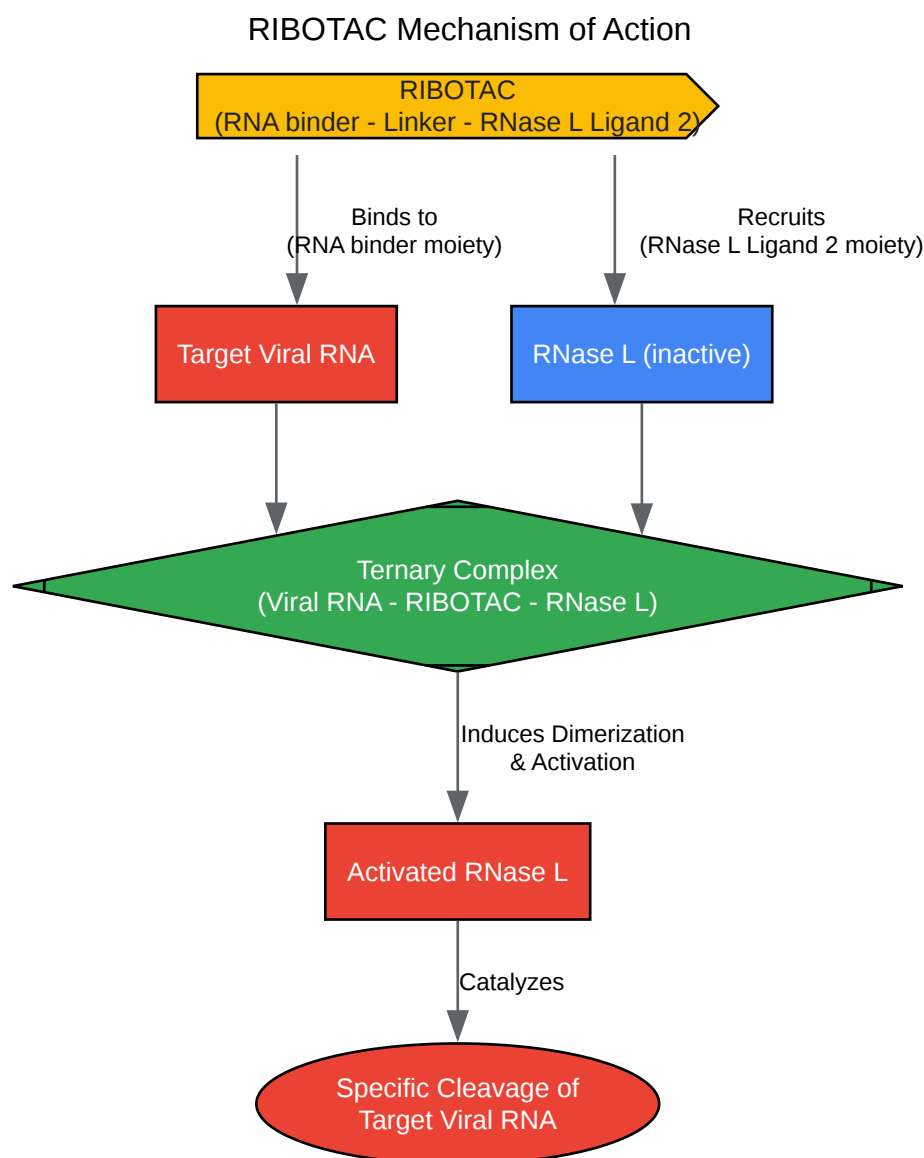 RIBOTAC Mechanism of Action
RIBOTAC
(RNA binder - Linker - RNase L Ligand 2)
Binds to
(RNA binder moiety)
Recruits
(RNase L Ligand 2 moiety)
Target Viral RNA
RNase L (inactive)
Ternary Complex
(Viral RNA - RIBOTAC - RNase L)
Induces Dimerization
& Activation
Activated RNase L
Catalyzes
Specific Cleavage of
Target Viral RNA